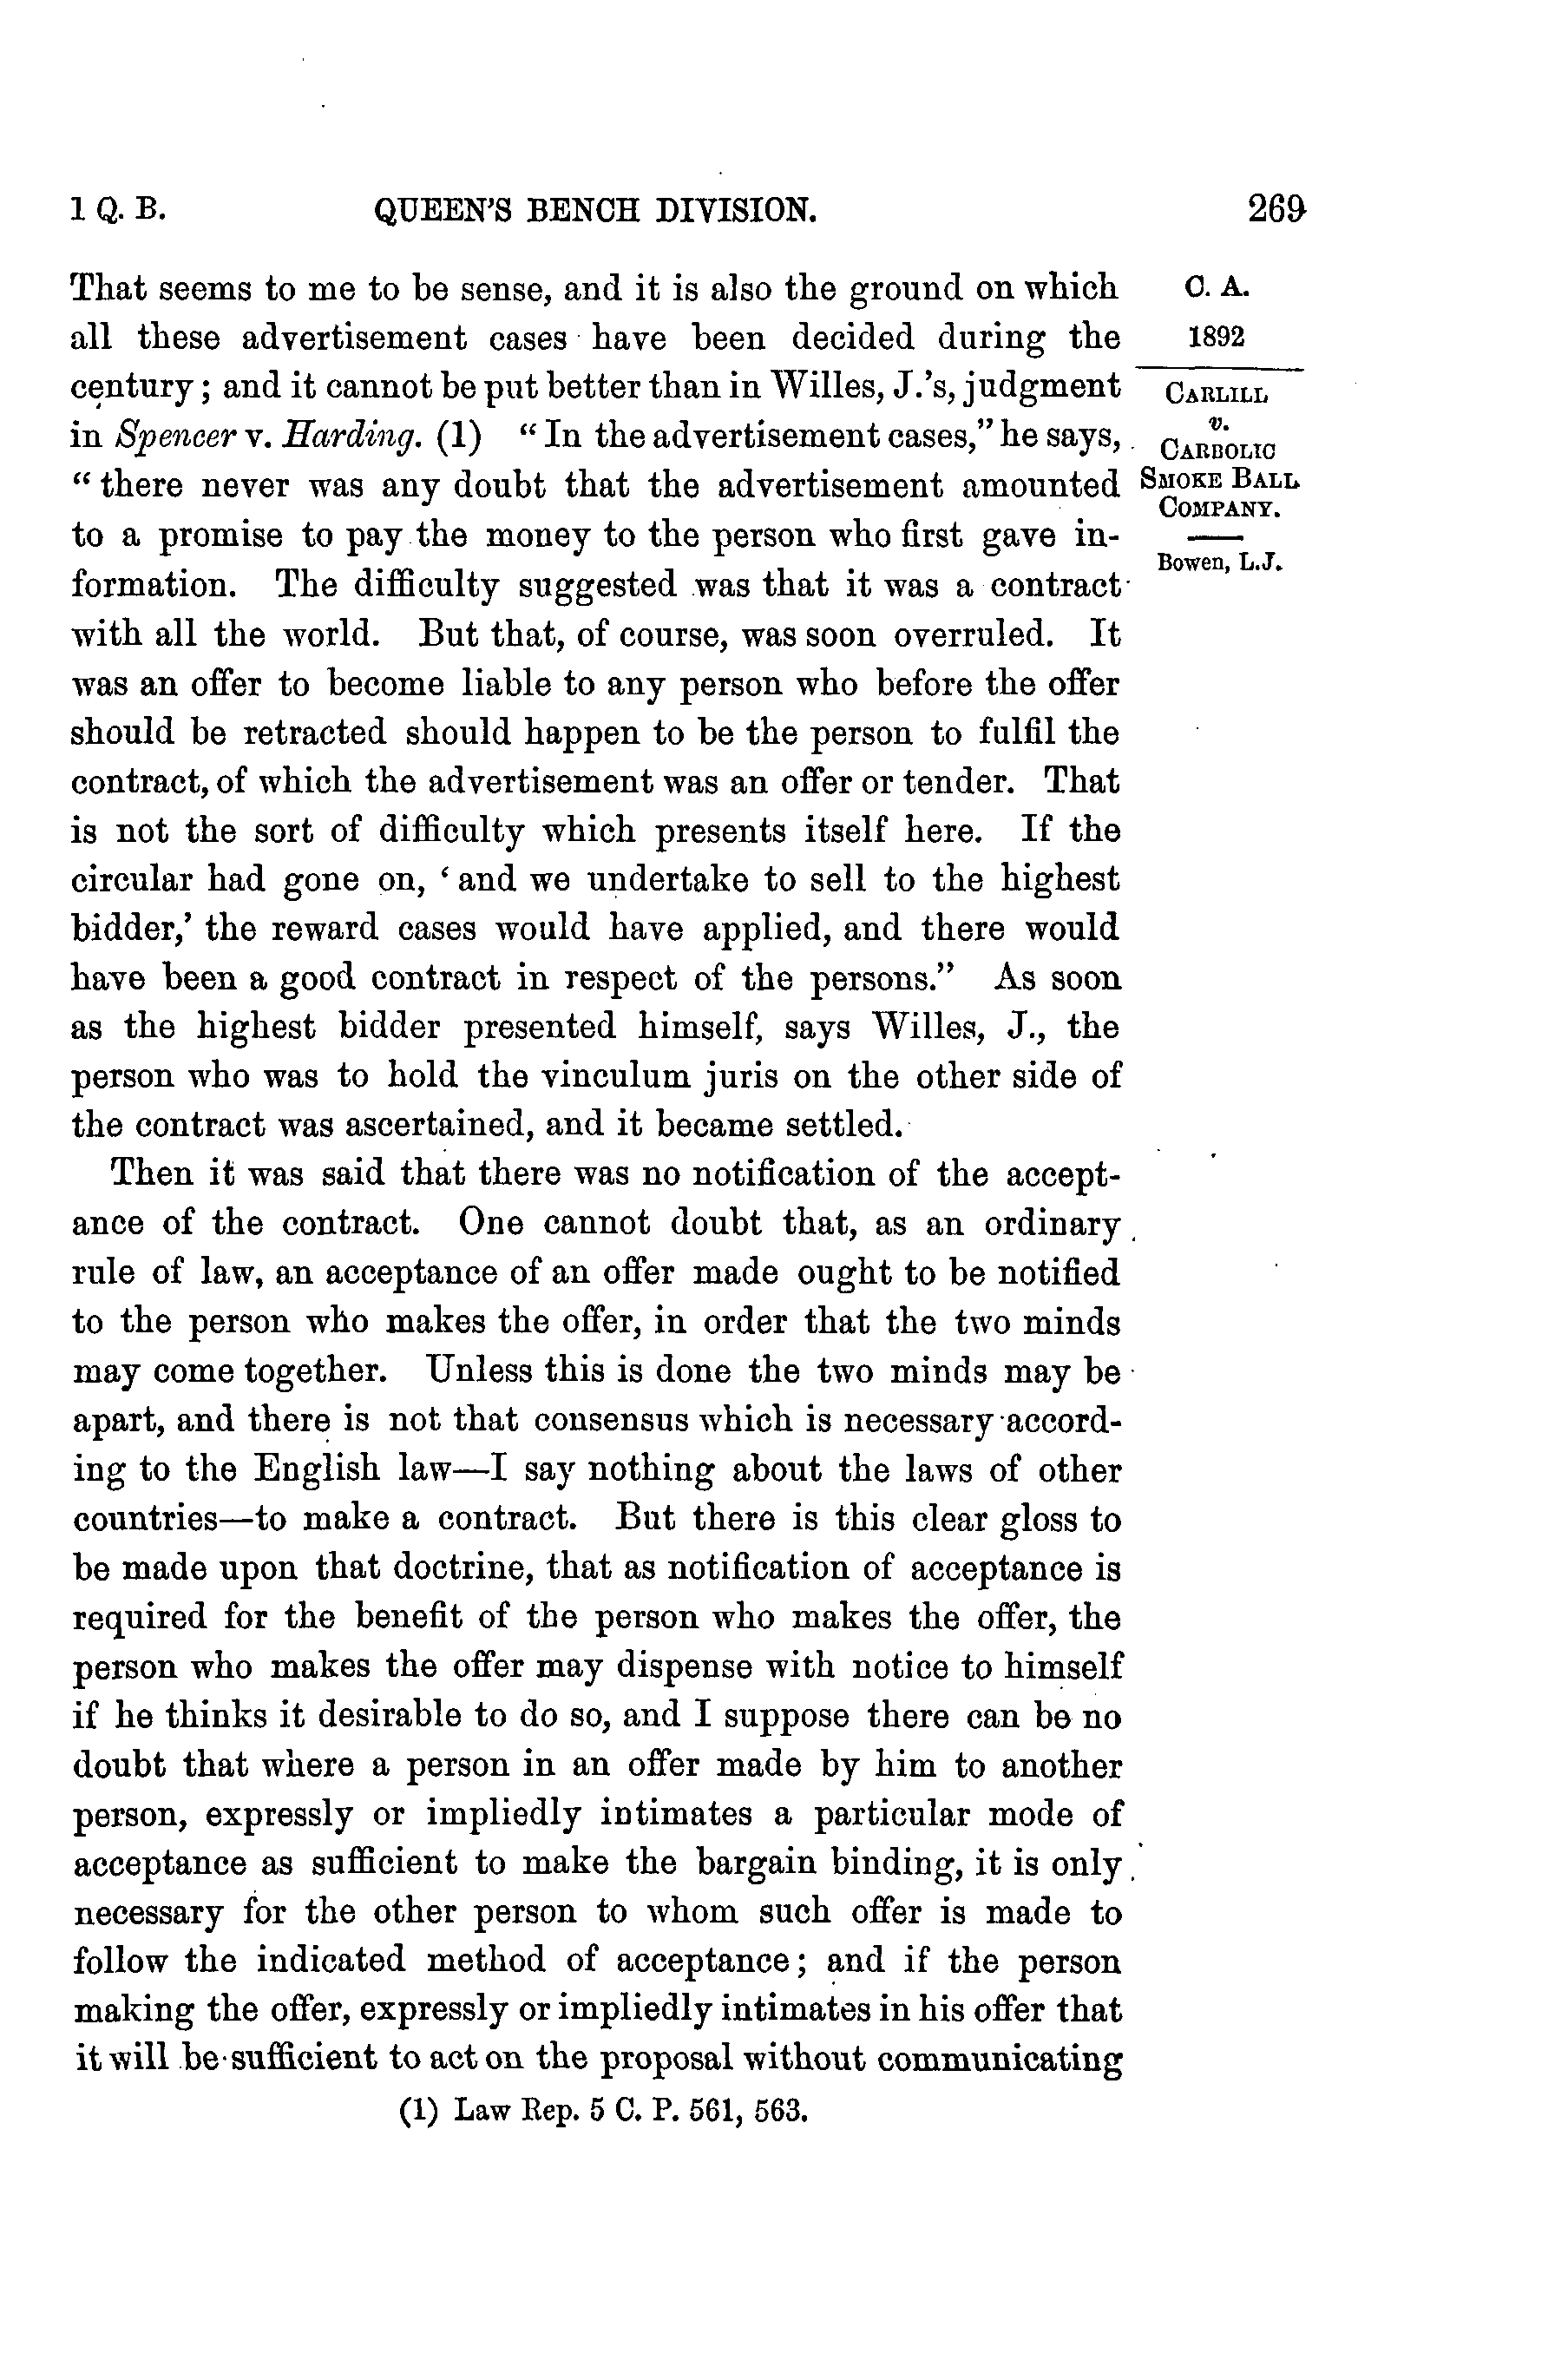 1 Q. B. QUEEN'S BENCH DIVISION. 269
That seems to me to be sense, and it is also the ground on which
all these advertisement cases have been decided during the
century; and it cannot be put better than in Willes, J.'s, judgment
in Spencer v. Harding. (1) "In the advertisement cases," he says,
"there never was any doubt that the advertisement amounted
to a promise to pay the money to the person who first gave in-
formation. The difficulty suggested was that it was a contract
with all the world. But that, of course, was soon overruled. It
was an offer to become liable to any person who before the offer
should be retracted should happen to be the person to fulfil the
contract, of which the advertisement was an offer or tender. That
is not the sort of difficulty which presents itself here. If the
circular had gone on, 'and we undertake to sell to the highest
bidder,' the reward cases would have applied, and there would
have been a good contract in respect of the persons." As soon
as the highest bidder presented himself, says Willes, J., the
person who was to hold the vinculum juris on the other side of
the contract was ascertained, and it became settled.
Then it was said that there was no notification of the accept-
ance of the contract. One cannot doubt that, as an ordinary
rule of law, an acceptance of an offer made ought to be notified
to the person who makes the offer, in order that the two minds
may come together. Unless this is done the two minds may be
apart, and there is not that consensus which is necessary accord-
ing to the English law—I say nothing about the laws of other
countries—to make a contract. But there is this clear gloss to
be made upon that doctrine, that as notification of acceptance is
required for the benefit of the person who makes the offer, the
person who makes the offer may dispense with notice to himself
if he thinks it desirable to do so, and I suppose there can be no
doubt that where a person in an offer made by him to another
person, expressly or impliedly intimates a particular mode of
acceptance as sufficient to make the bargain binding, it is only
necessary for the other person to whom such offer is made to
follow the indicated method of acceptance; and if the person
making the offer, expressly or impliedly intimates in his offer that
it will be sufficient to act on the proposal without communicating
(1) Law Rep. 5 C. P. 561, 563.
C. A.
1892
CARLILL
v.
CARBOLIC
SMOKE BALL
COMPANY.
Bowen, L.J.